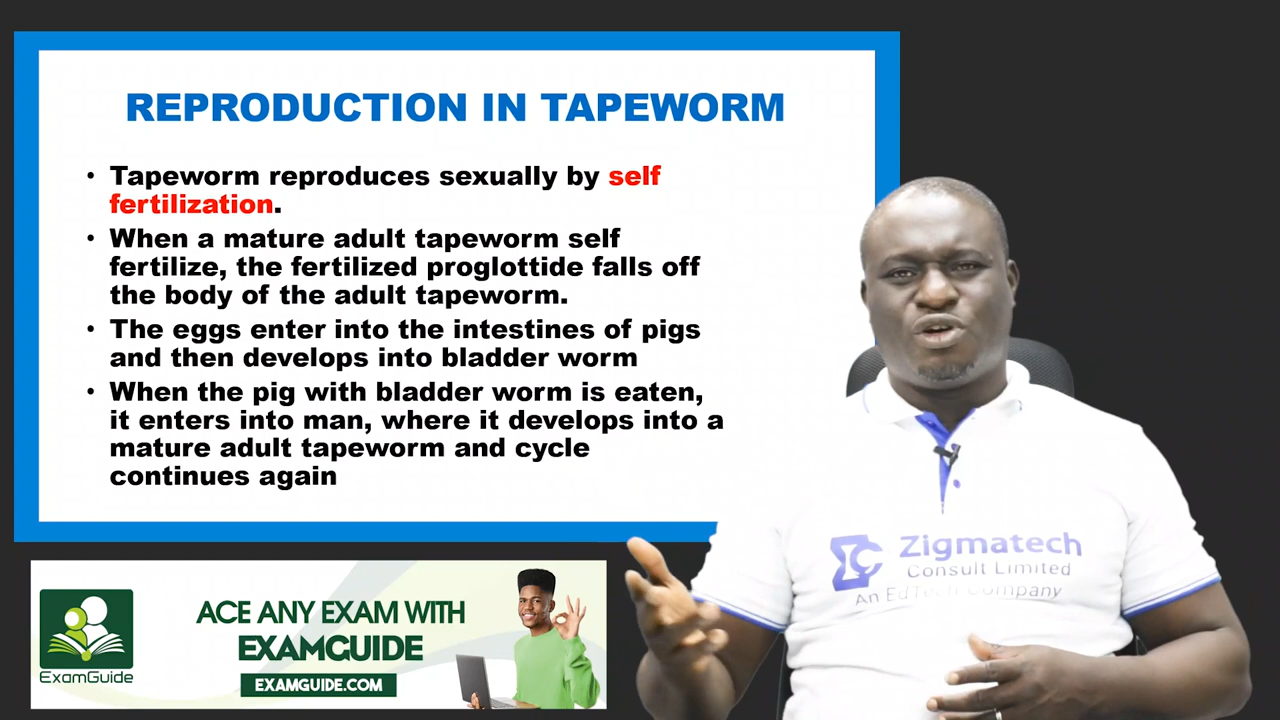 REPRODUCTION IN TAPEWORM
• Tapeworm reproduces sexually by self
fertilization.
• When a mature adult tapeworm self
fertilize, the fertilized proglottide falls off
the body of the adult tapeworm.
• The eggs enter into the intestines of pigs
and then develops into bladder worm
• When the pig with bladder worm is eaten,
it enters into man, where it develops into a
mature adult tapeworm and cycle
continues again
Zigmatech
Consult Limited
An EdTech Company
ExamGuide
ACE ANY EXAM WITH
EXAMGUIDE
EXAMGUIDE.COM